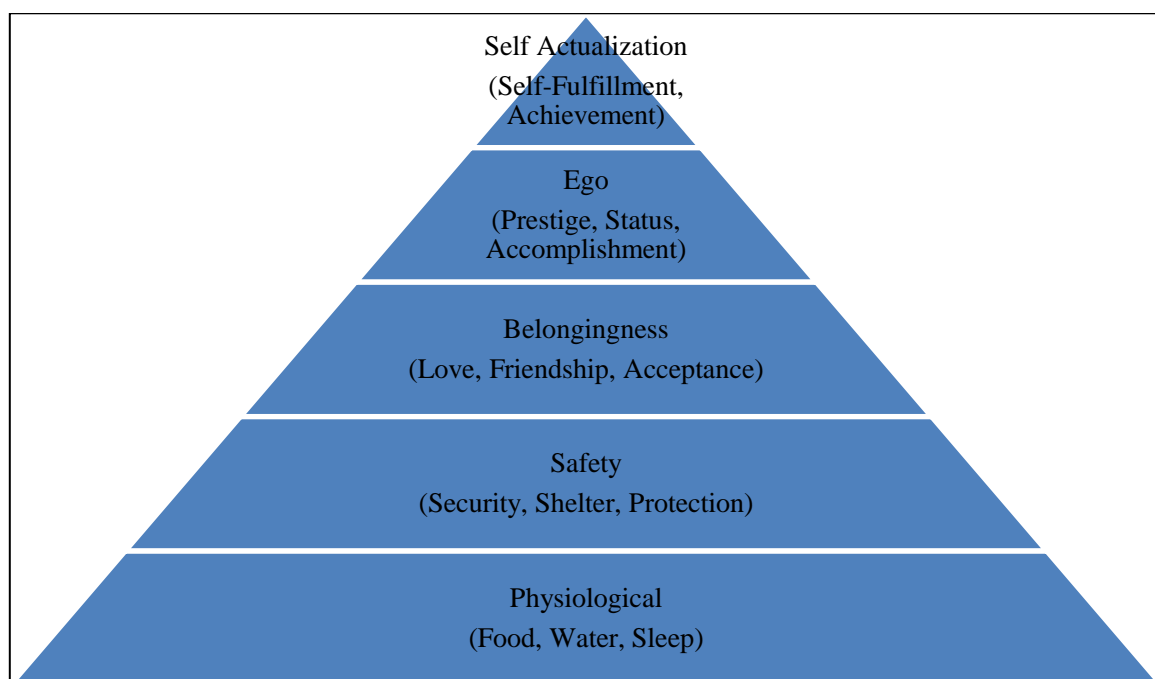 Self Actualization
(Self-Fulfillment,
Achievement)
Ego
(Prestige, Status,
Accomplishment)
Belongingness
(Love, Friendship, Acceptance)
Safety
(Security, Shelter, Protection)
Physiological
(Food, Water, Sleep)